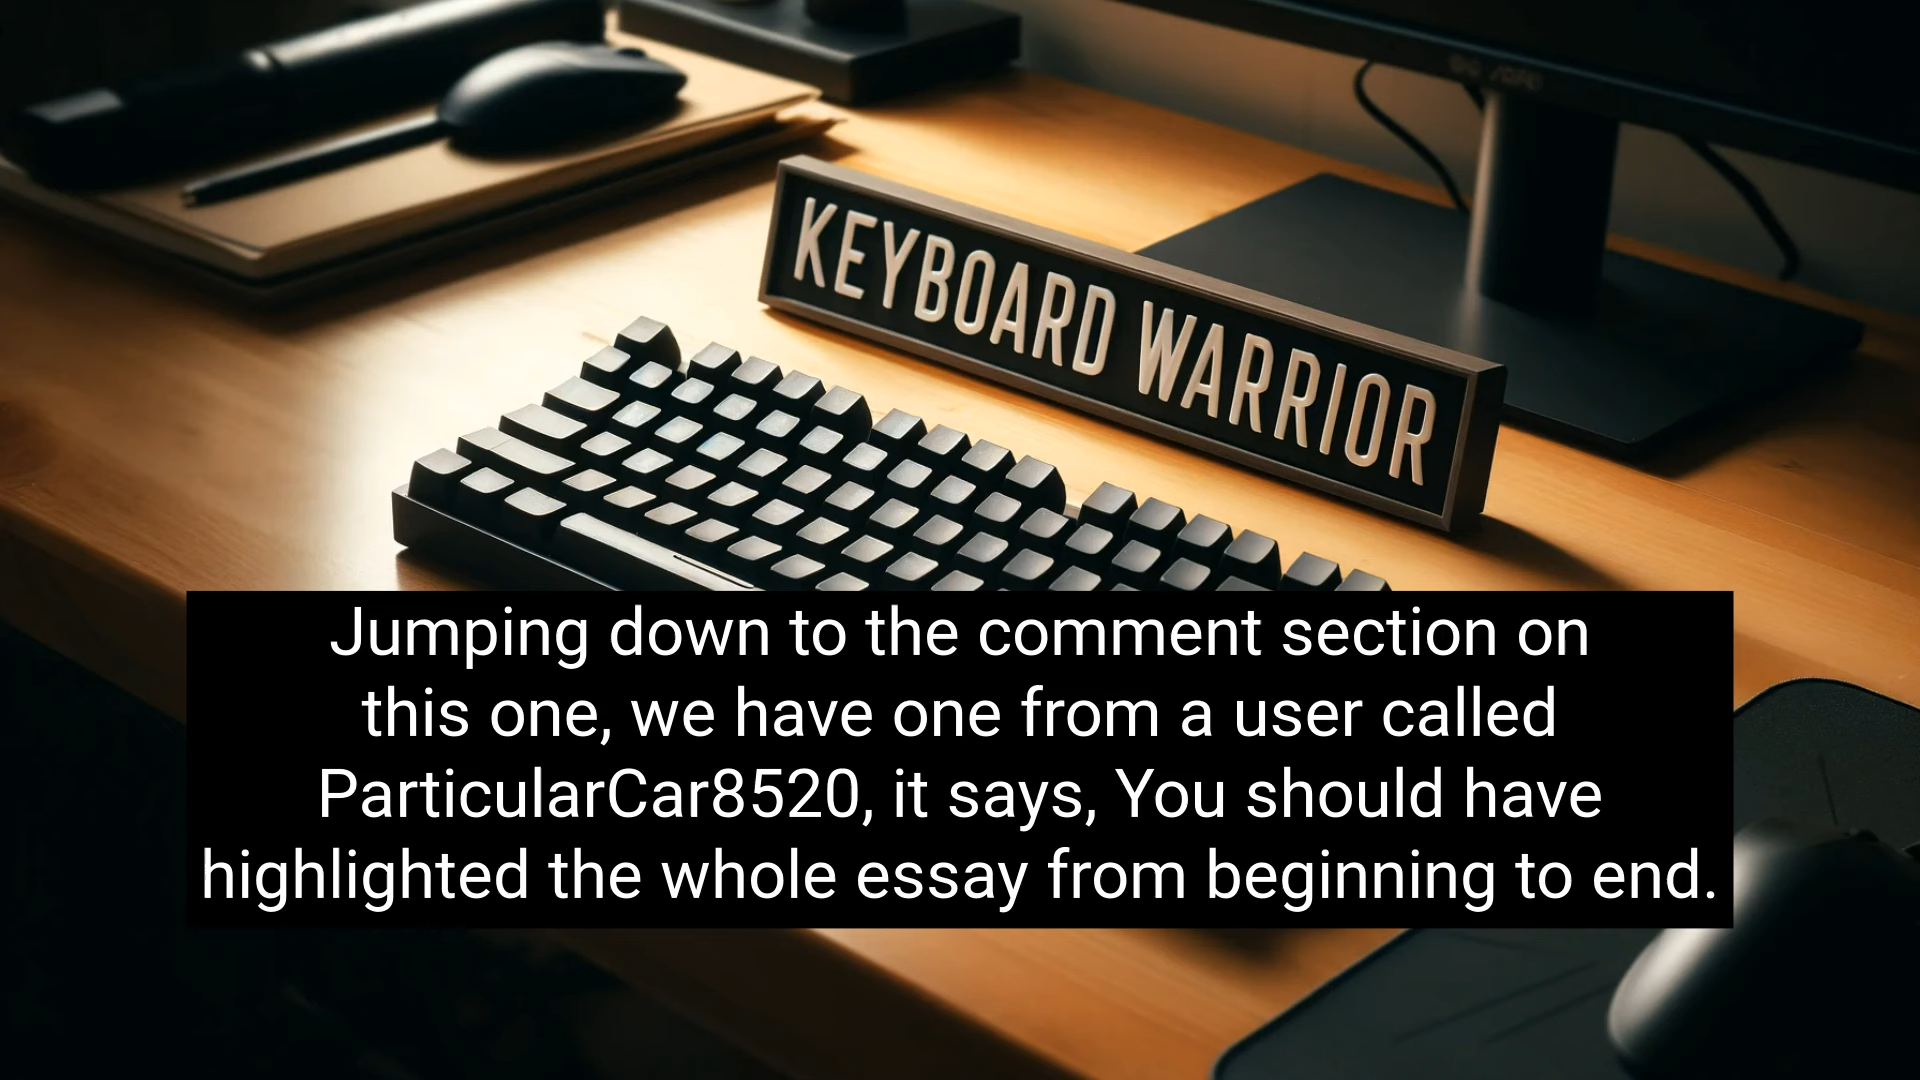 KEYBOARD WARRIOR
Jumping down to the comment section on
this one, we have one from a user called
ParticularCar8520, it says, You should have
highlighted the whole essay from beginning to end.